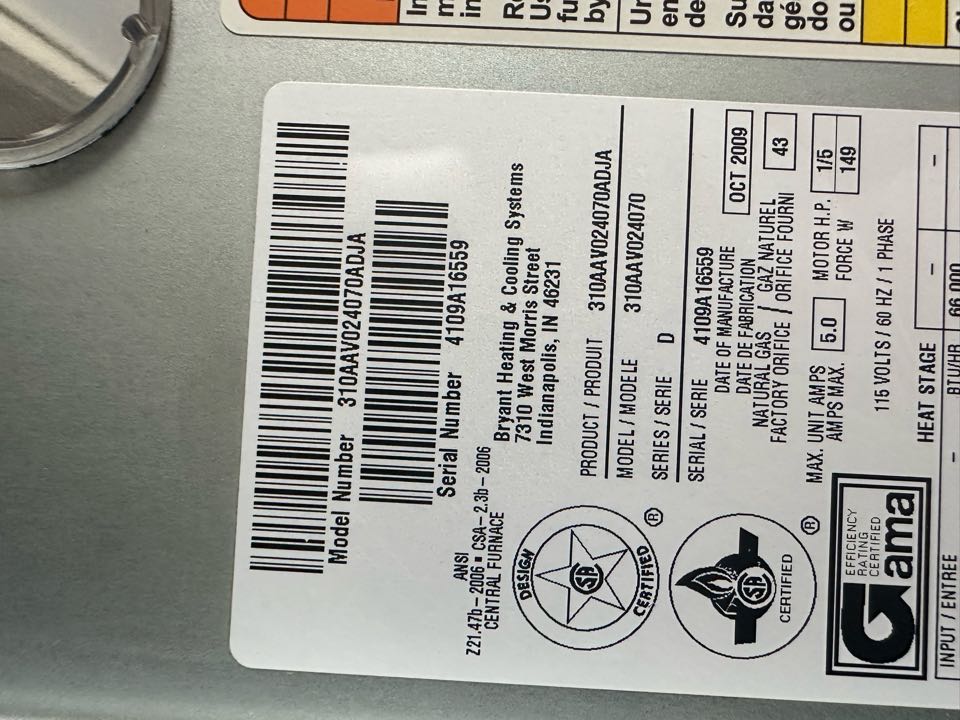 Model Number 310AAV024070ADJA
Serial Number 4109A16559
ANSI
Z21.47b-2006 ▪ CSA-2.3b-2006
CENTRAL FURNACE
Bryant Heating & Cooling Systems
7310 West Morris Street
Indianapolis, IN 46231
DESIGN
SA
CERTIFIED
®
PRODUCT / PRODUIT 310AAV024070ADJA
MODEL / MODELE 310AAV024070
SERIES / SERIE D
SERIAL / SERIE 4109A16559
DATE OF MANUFACTURE
DATE DE FABRICATION
OCT 2009
NATURAL GAS / GAZ NATUREL
FACTORY ORIFICE / ORIFICE FOURNI
43
SA
CERTIFIED
®
MAX. UNIT AMPS
AMPS MAX.
5.0
MOTOR H.P. 1/5
FORCE W 149
115 VOLTS / 60 HZ / 1 PHASE
Gama
EFFICIENCY
RATING
CERTIFIED
HEAT STAGE - -
INPUT / ENTREE - BTU/HR 66,000